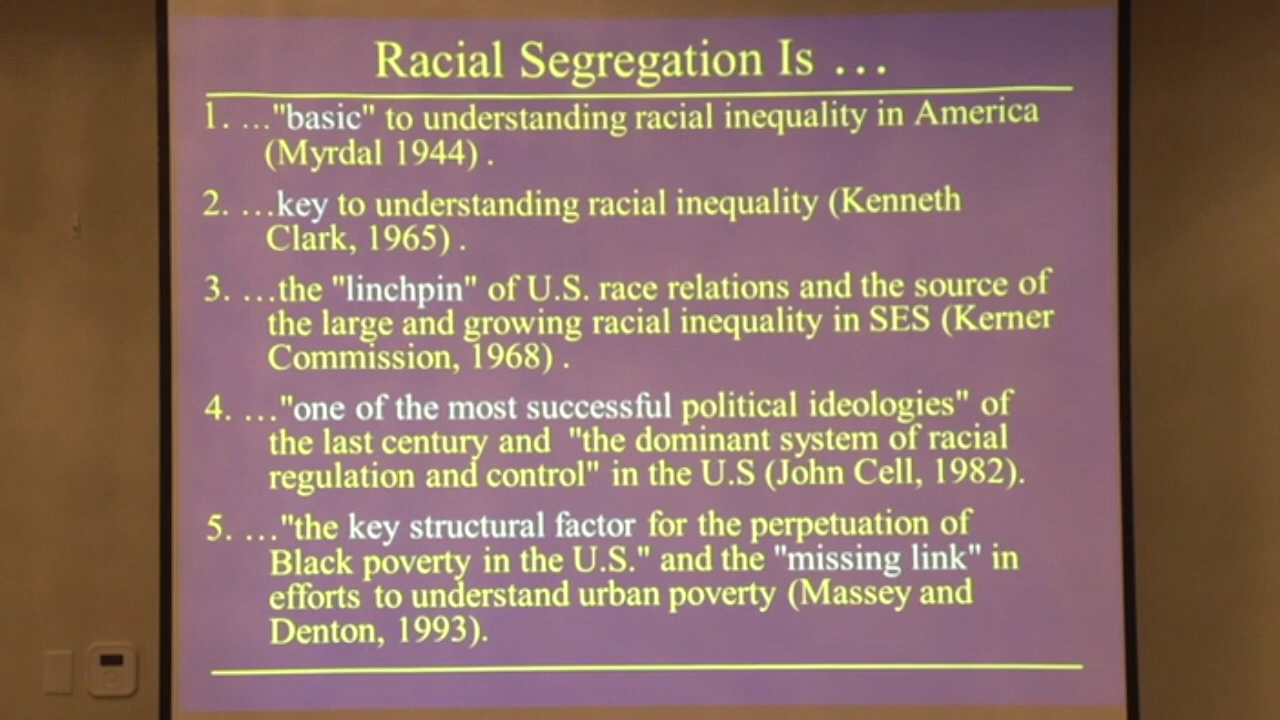 Racial Segregation Is ...
1. ..."basic" to understanding racial inequality in America
(Myrdal 1944) .
2. ...key to understanding racial inequality (Kenneth
Clark, 1965) .
3. ...the "linchpin" of U.S. race relations and the source of
the large and growing racial inequality in SES (Kerner
Commission, 1968) .
4. ..."one of the most successful political ideologies" of
the last century and "the dominant system of racial
regulation and control" in the U.S (John Cell, 1982).
5. ..."the key structural factor for the perpetuation of
Black poverty in the U.S." and the "missing link" in
efforts to understand urban poverty (Massey and
Denton, 1993).